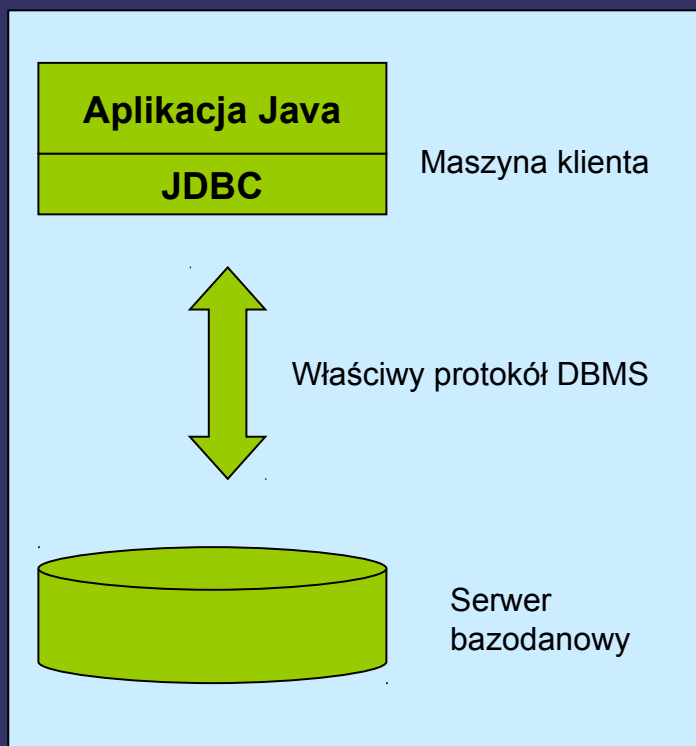 Aplikacja Java
JDBC
Maszyna klienta
Właściwy protokół DBMS
Serwer
bazodanowy